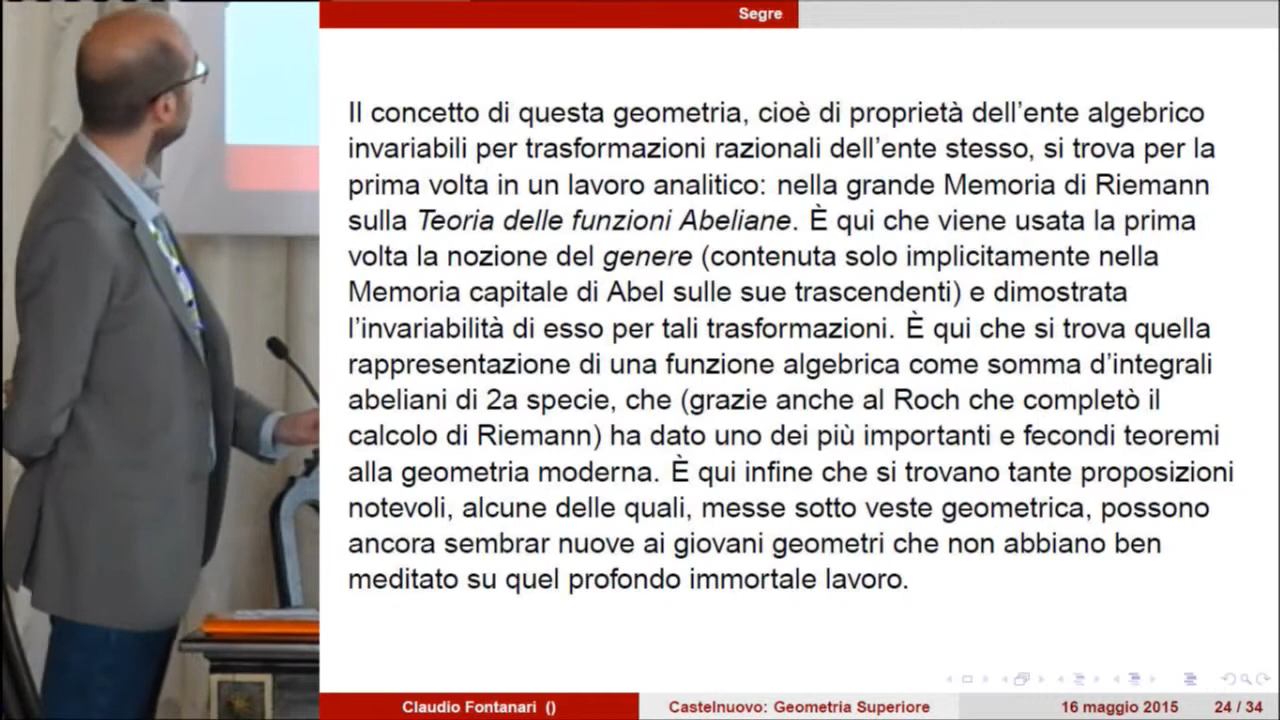 Segre
Il concetto di questa geometria, cioè di proprietà dell'ente algebrico
invariabili per trasformazioni razionali dell'ente stesso, si trova per la
prima volta in un lavoro analitico: nella grande Memoria di Riemann
sulla Teoria delle funzioni Abeliane. È qui che viene usata la prima
volta la nozione del genere (contenuta solo implicitamente nella
Memoria capitale di Abel sulle sue trascendenti) e dimostrata
l'invariabilità di esso per tali trasformazioni. È qui che si trova quella
rappresentazione di una funzione algebrica come somma d'integrali
abeliani di 2a specie, che (grazie anche al Roch che completò il
calcolo di Riemann) ha dato uno dei più importanti e fecondi teoremi
alla geometria moderna. È qui infine che si trovano tante proposizioni
notevoli, alcune delle quali, messe sotto veste geometrica, possono
ancora sembrar nuove ai giovani geometri che non abbiano ben
meditato su quel profondo immortale lavoro.
Claudio Fontanari () Castelnuovo: Geometria Superiore 16 maggio 2015 24 / 34